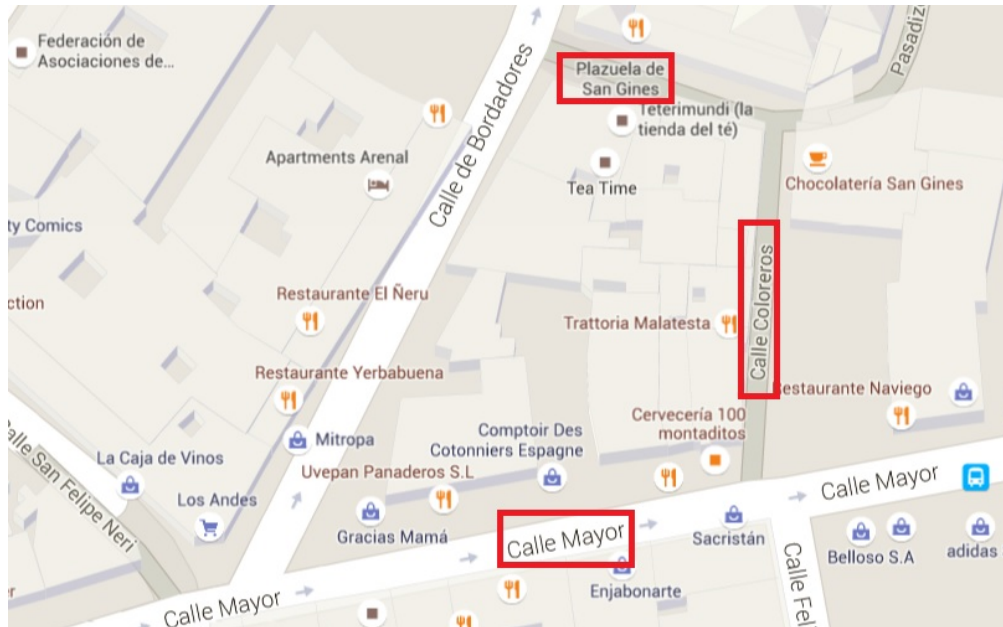 Federación de
Asociaciones de...
Plazuela de
San Gines
Pasadiz
Teterimundi (la
tienda del té)
Calle de Bordadores
Apartments Arenal
Tea Time
Chocolatería San Gines
ty Comics
ction
Restaurante El Ñeru
Calle Coloreros
Trattoria Malatesta
Restaurante Yerbabuena
Restaurante Naviego
Cervecería 100
montaditos
Mitropa
Comptoir Des
Cotonniers Espagne
La Caja de Vinos
Uvepan Panaderos S.L
Calle San Felipe Neri
Los Andes
Gracias Mamá
Calle Mayor
Calle Mayor
Sacristán
Belloso S.A
adidas
Enjabonarte
Calle Feli
Calle Mayor